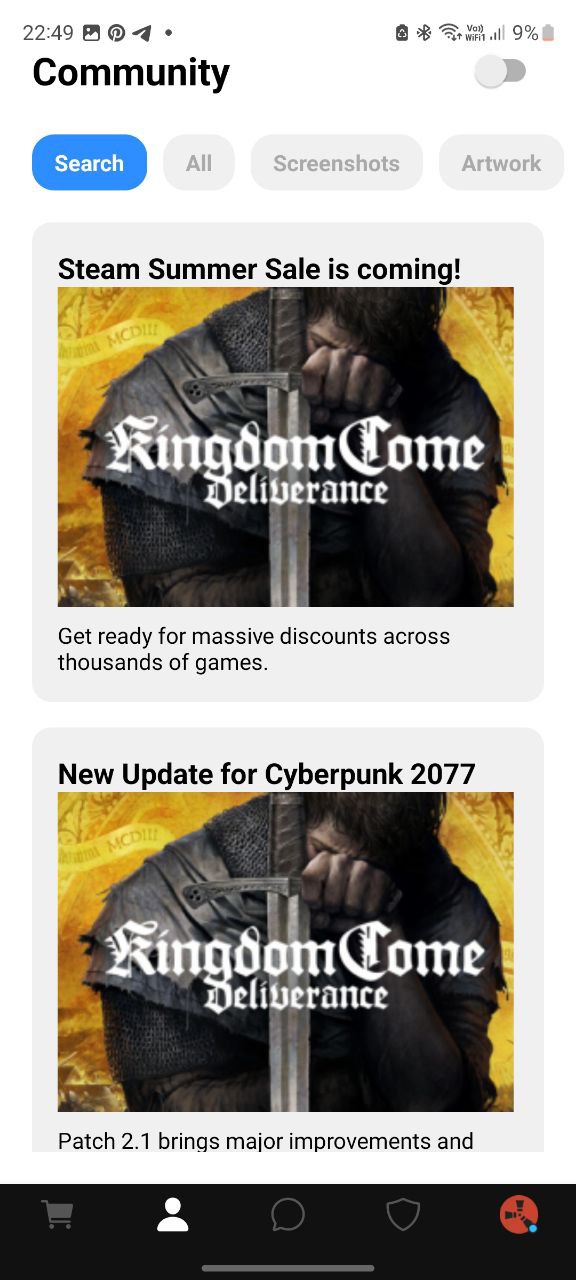 22:49 9%
Community
Search All Screenshots Artwork
Steam Summer Sale is coming!
MCDIII
Kingdom Come
Deliverance
Get ready for massive discounts across
thousands of games.
New Update for Cyberpunk 2077
MCDIII
Kingdom Come
Deliverance
Patch 2.1 brings major improvements and